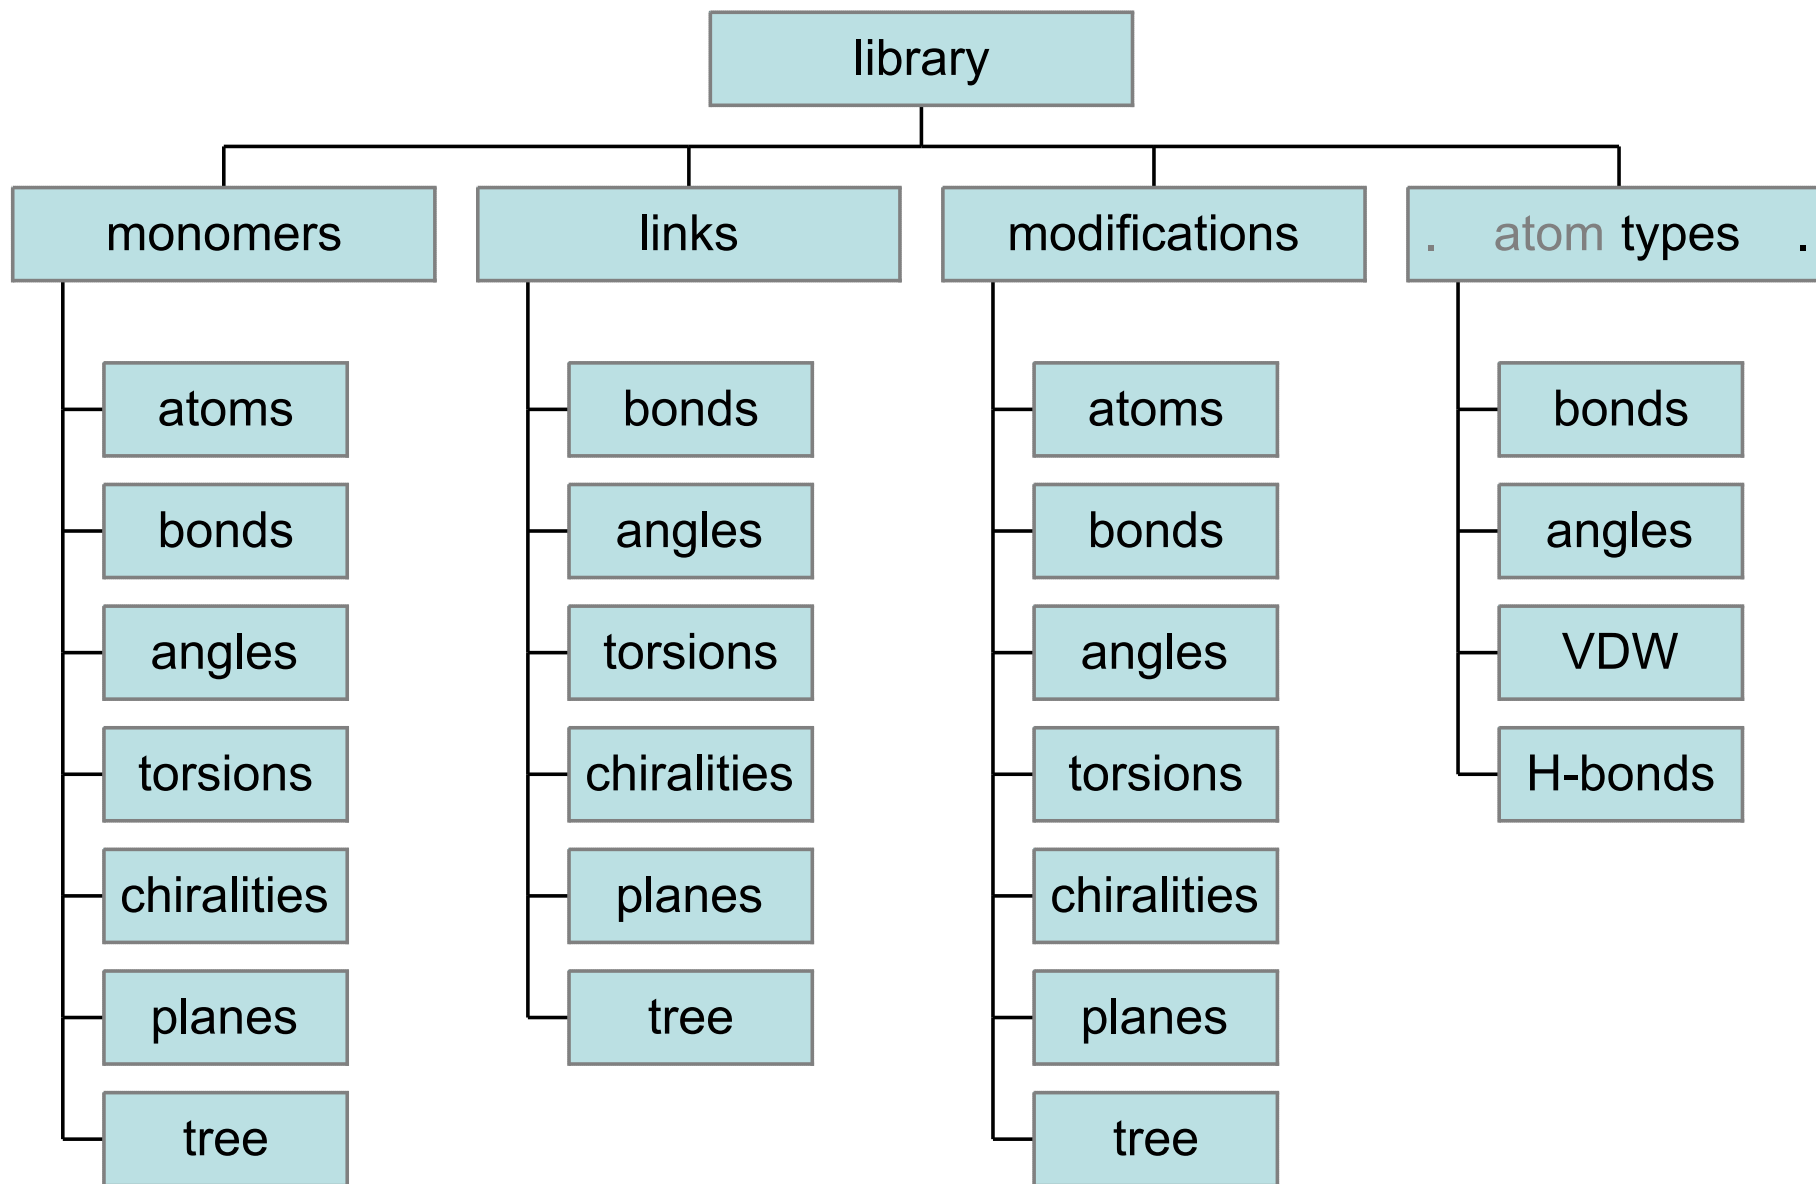 library
monomers
links
modifications
. atom types .
atoms
bonds
angles
torsions
chiralities
planes
tree
bonds
angles
torsions
chiralities
planes
tree
atoms
bonds
angles
torsions
chiralities
planes
tree
bonds
angles
VDW
H-bonds